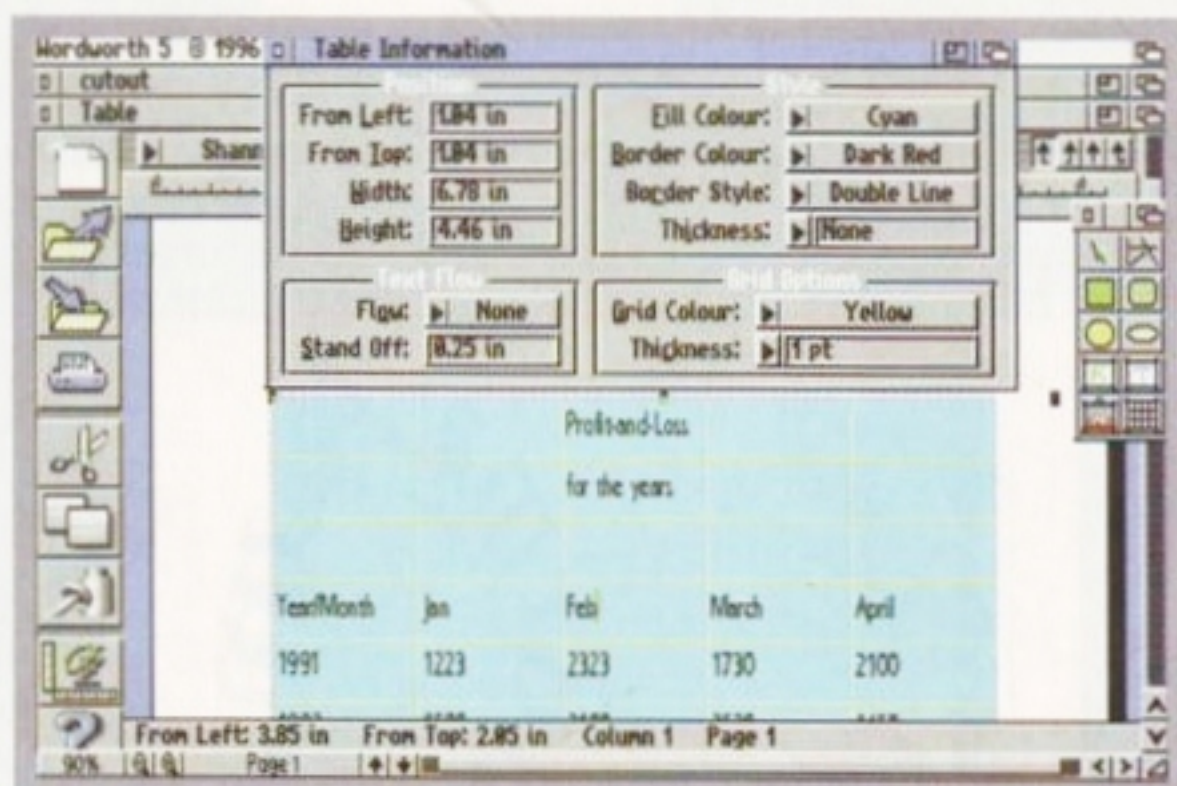 Wordworth 5 © 1996
Table Information
cutout
Table
Position
From Left: 1.04 in
From Top: 1.04 in
Width: 6.78 in
Height: 4.46 in
Style
Fill Colour: Cyan
Border Colour: Dark Red
Border Style: Double Line
Thickness: None
Text Flow
Flow: None
Stand Off: 0.25 in
Grid Options
Grid Colour: Yellow
Thickness: 1 pt
Profit-and-Loss
for the years
Year/Month Jan Feb March April
1991 1223 2323 1730 2100
From Left: 3.85 in From Top: 2.05 in Column 1 Page 1
90% Page 1